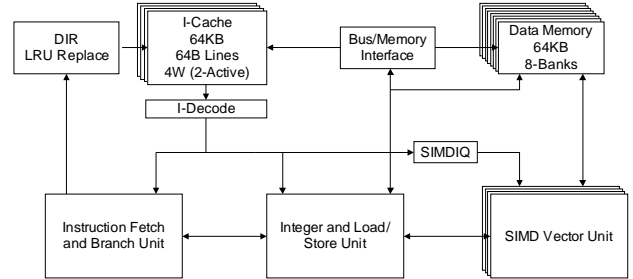 DIR
LRU Replace
I-Cache
64KB
64B Lines
4W (2-Active)
Bus/Memory
Interface
Data Memory
64KB
8-Banks
I-Decode
SIMDIQ
Instruction Fetch
and Branch Unit
Integer and Load/
Store Unit
SIMD Vector Unit